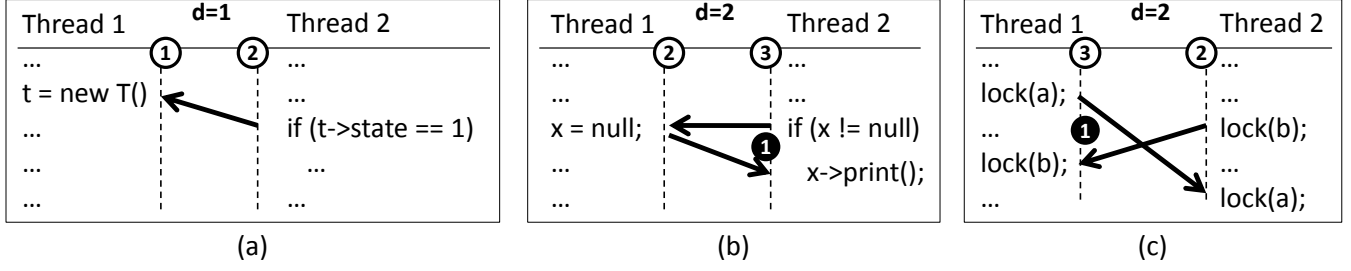 Thread 1 d=1 Thread 2
1 2
... ...
t = new T() ...
... if (t->state == 1)
... ...
... ...
(a)
Thread 1 d=2 Thread 2
2 3
... ...
... ...
x = null; if (x != null)
1
... x->print();
... ...
(b)
Thread 1 d=2 Thread 2
3 2
... ...
lock(a); ...
... 1 lock(b);
lock(b); ...
... lock(a);
(c)